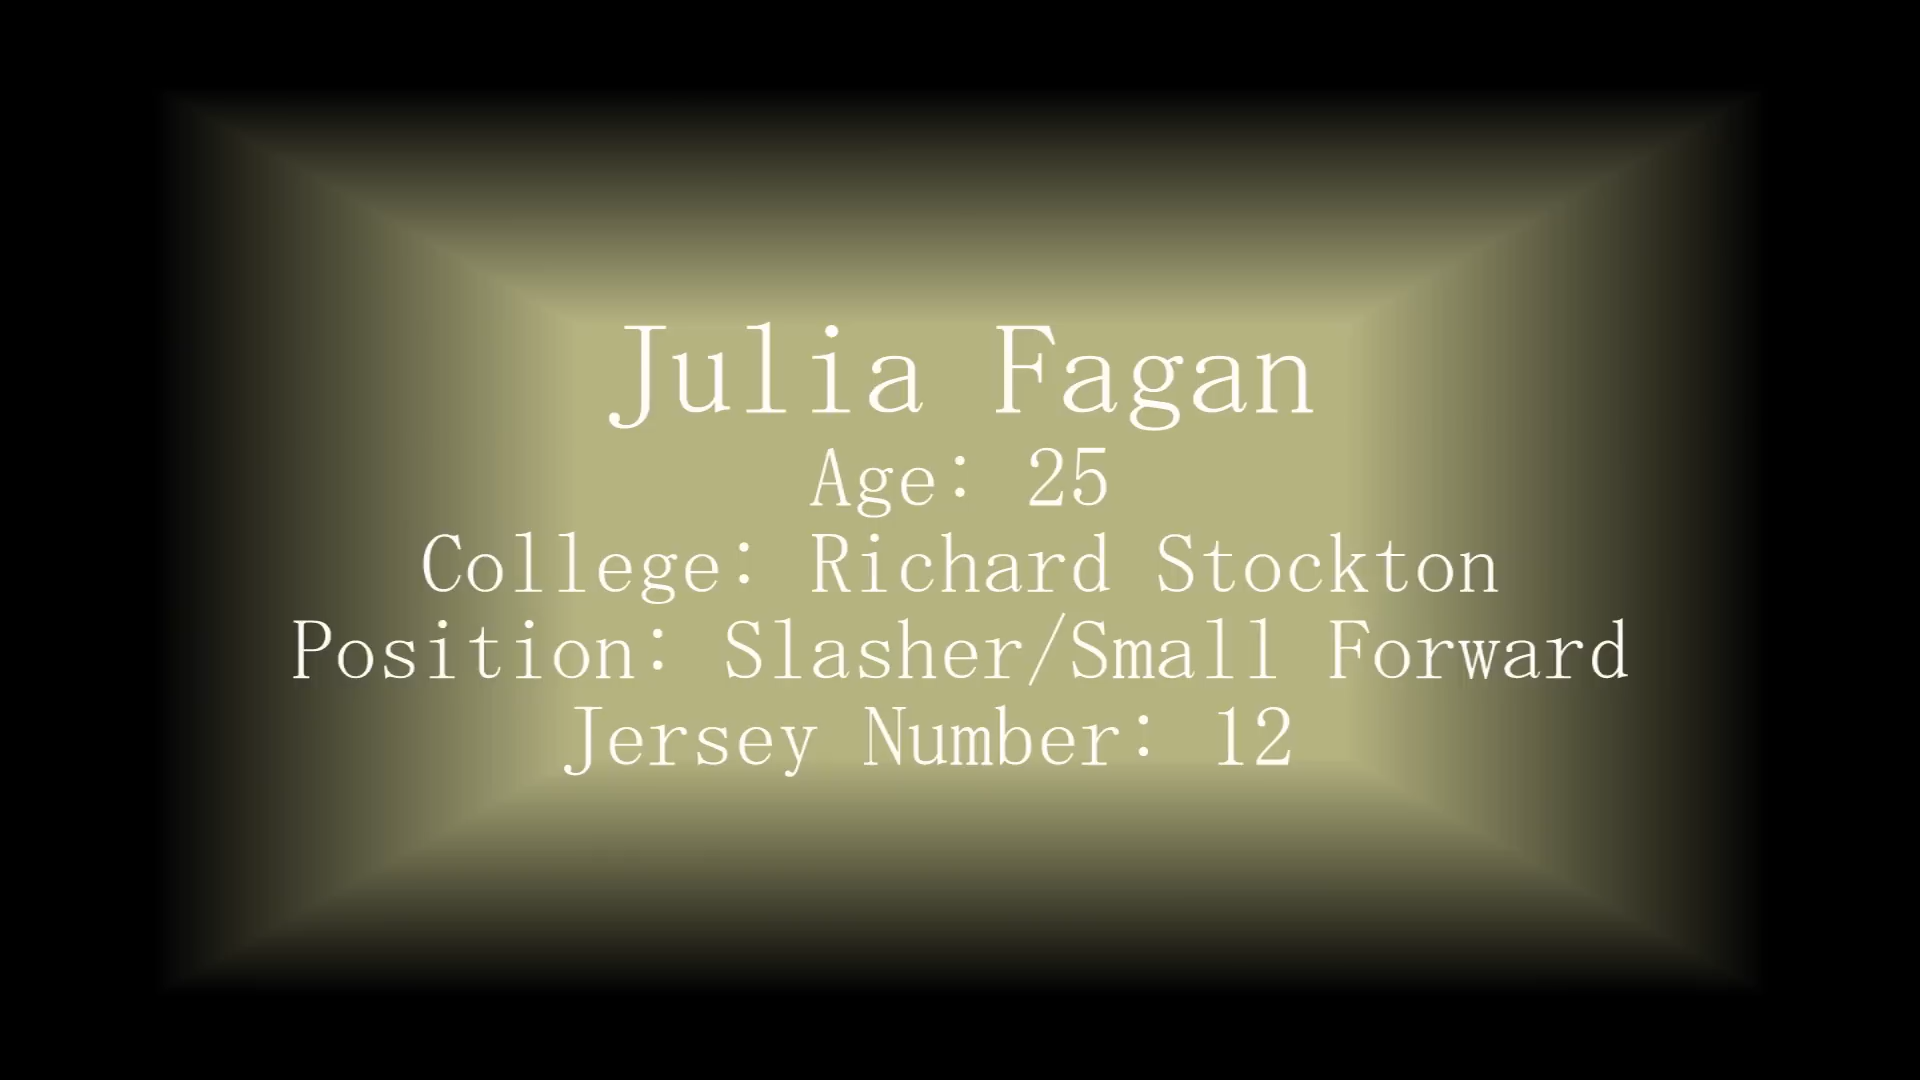 Julia Fagan
Age: 25
College: Richard Stockton
Position: Slasher/Small Forward
Jersey Number: 12